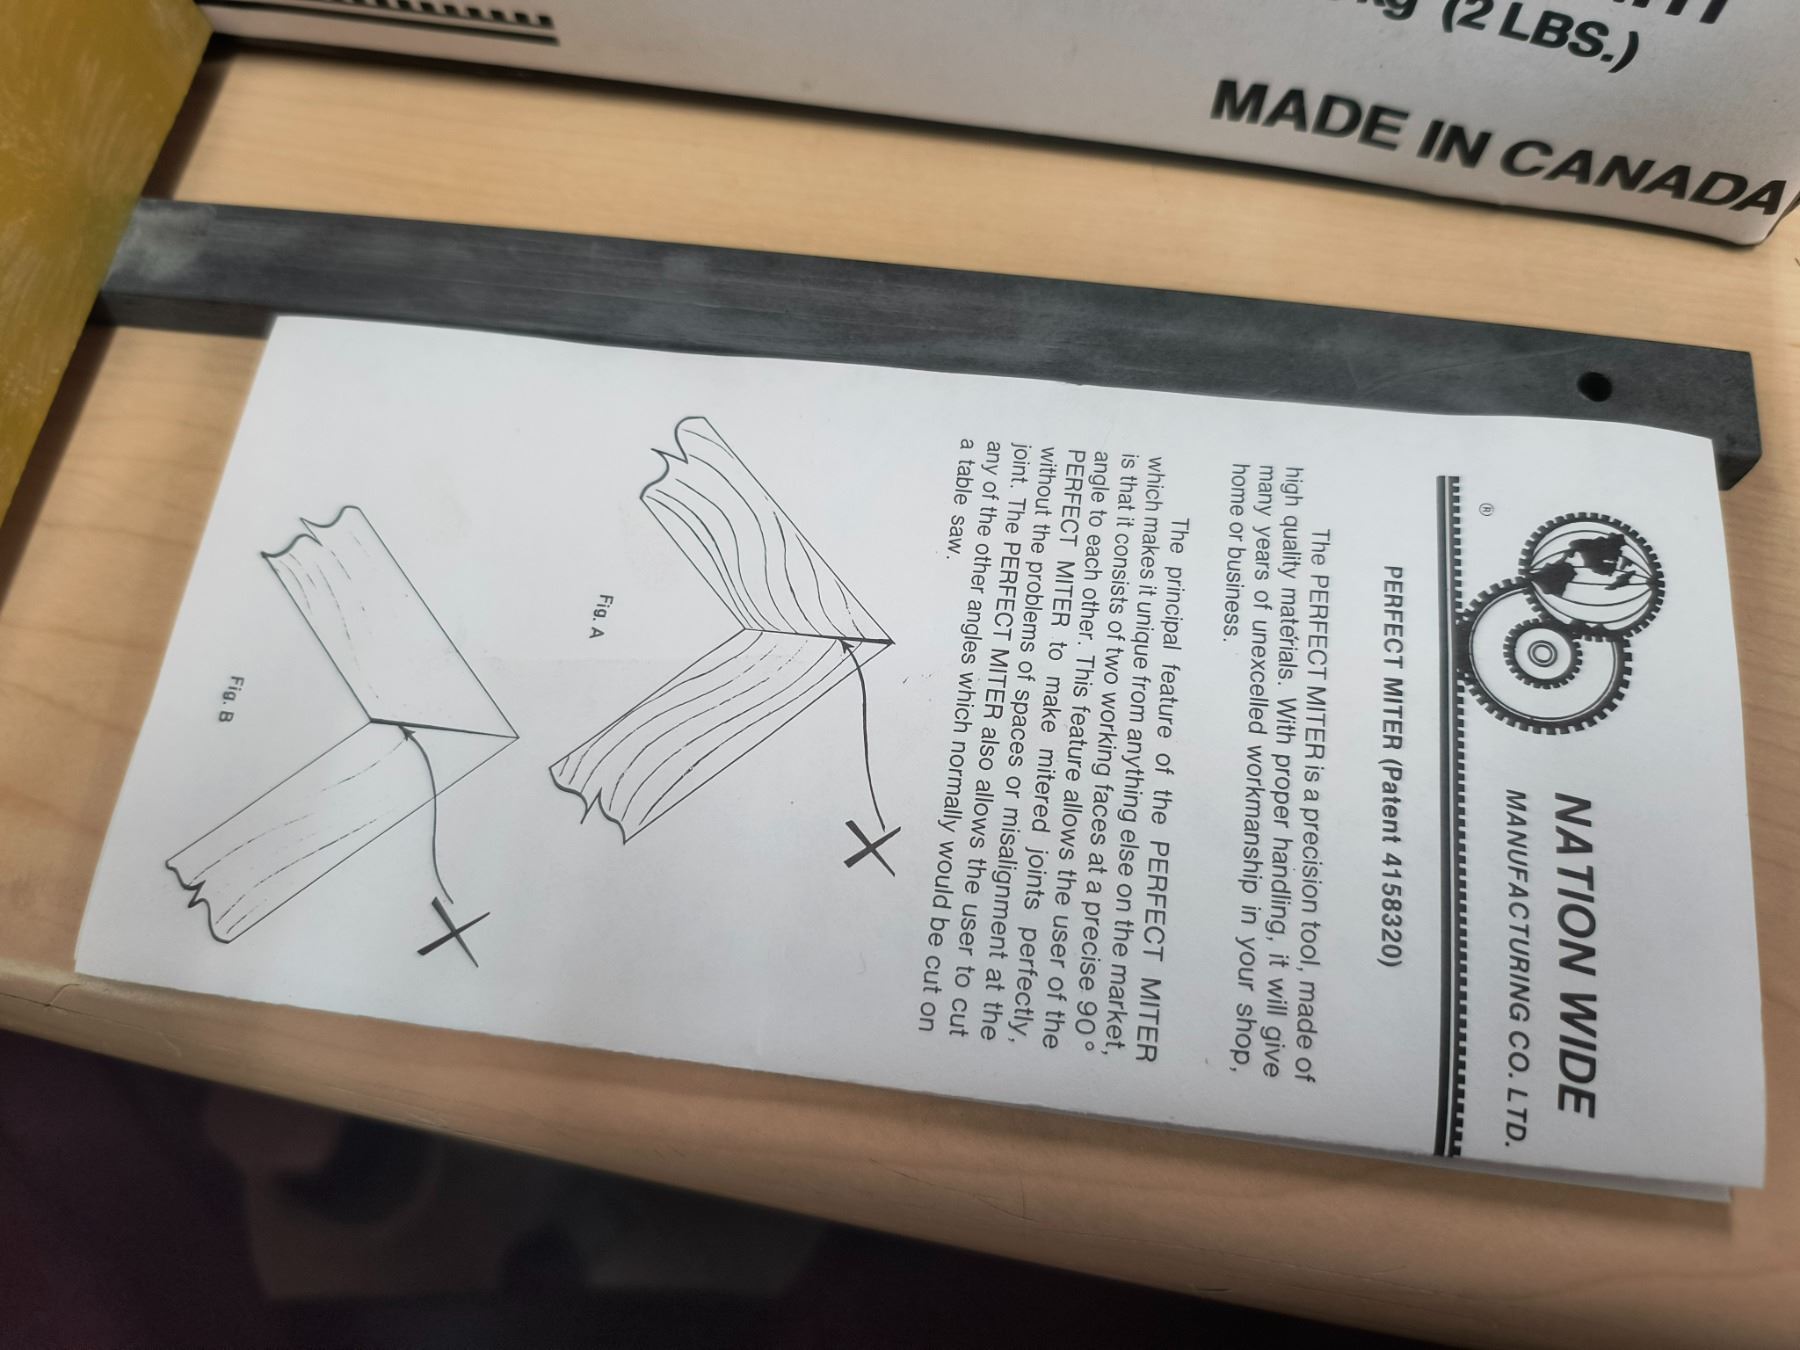 (2 LBS.)
MADE IN CANADA
NATION WIDE
MANUFACTURING CO. LTD.
®
PERFECT MITER (Patent 4158320)
The PERFECT MITER is a precision tool, made of
high quality materials. With proper handling, it will give
many years of unexcelled workmanship in your shop,
home or business.
The principal feature of the PERFECT MITER
which makes it unique from anything else on the market,
is that it consists of two working faces at a precise 90°
angle to each other. This feature allows the user of the
PERFECT MITER to make mitered joints perfectly,
without the problems of spaces or misalignment at the
joint. The PERFECT MITER also allows the user to cut
any of the other angles which normally would be cut on
a table saw.
X
Fig. A
X
Fig. B